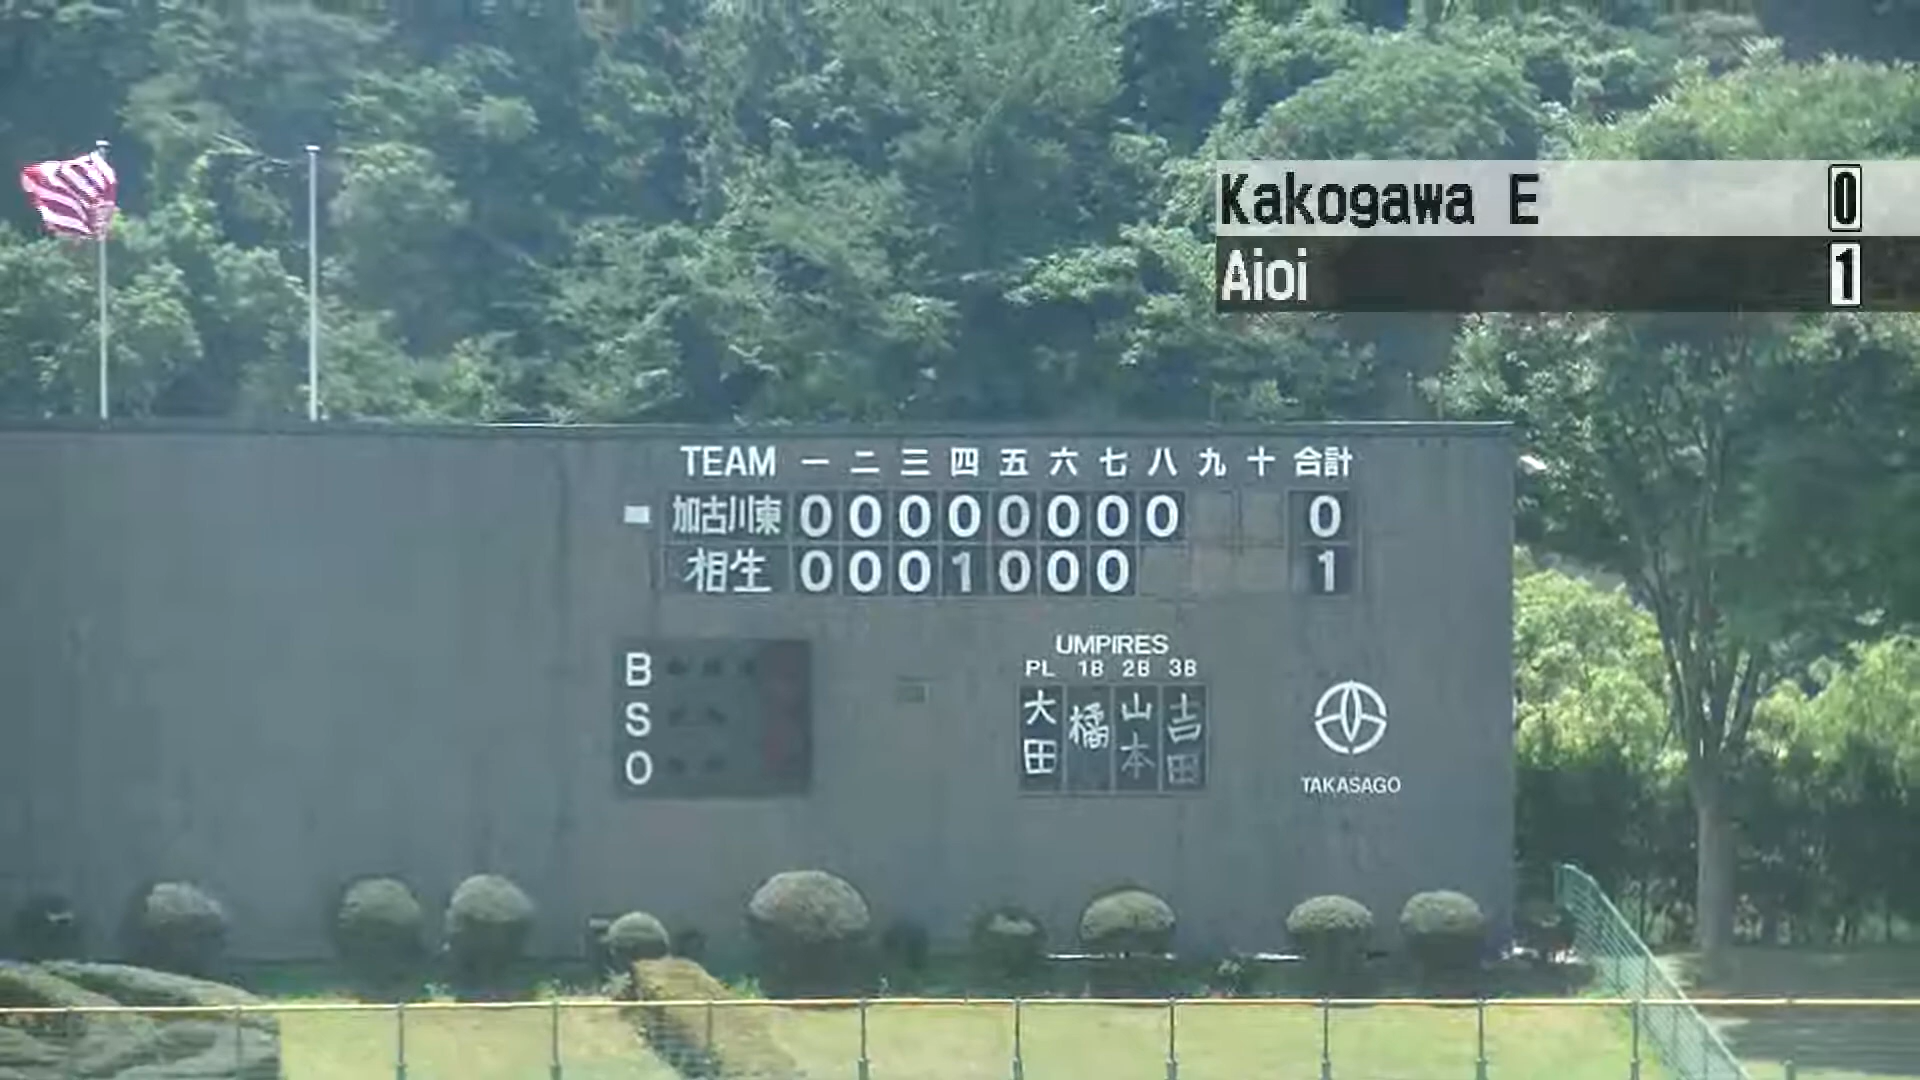 Kakogawa E 0
Aioi 1
TEAM 一 二 三 四 五 六 七 八 九 十 合計
加古川東 0 0 0 0 0 0 0 0 0
相生 0 0 0 1 0 0 0 1
UMPIRES
PL 1B 2B 3B
大田 橘 山本 吉田
B
S
O
TAKASAGO